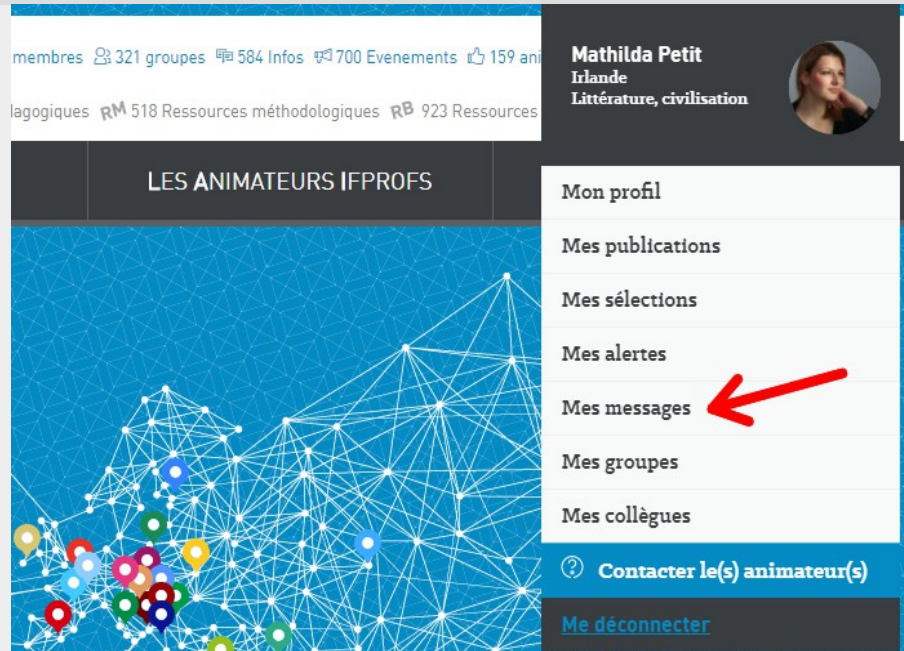 membres 321 groupes 584 Infos 700 Evenements 159 ani
agogiques RM 518 Ressources méthodologiques RB 923 Ressources
LES ANIMATEURS IFPROFS
Mathilda Petit
Irlande
Littérature, civilisation
Mon profil
Mes publications
Mes sélections
Mes alertes
Mes messages
Mes groupes
Mes collègues
? Contacter le(s) animateur(s)
Me déconnecter